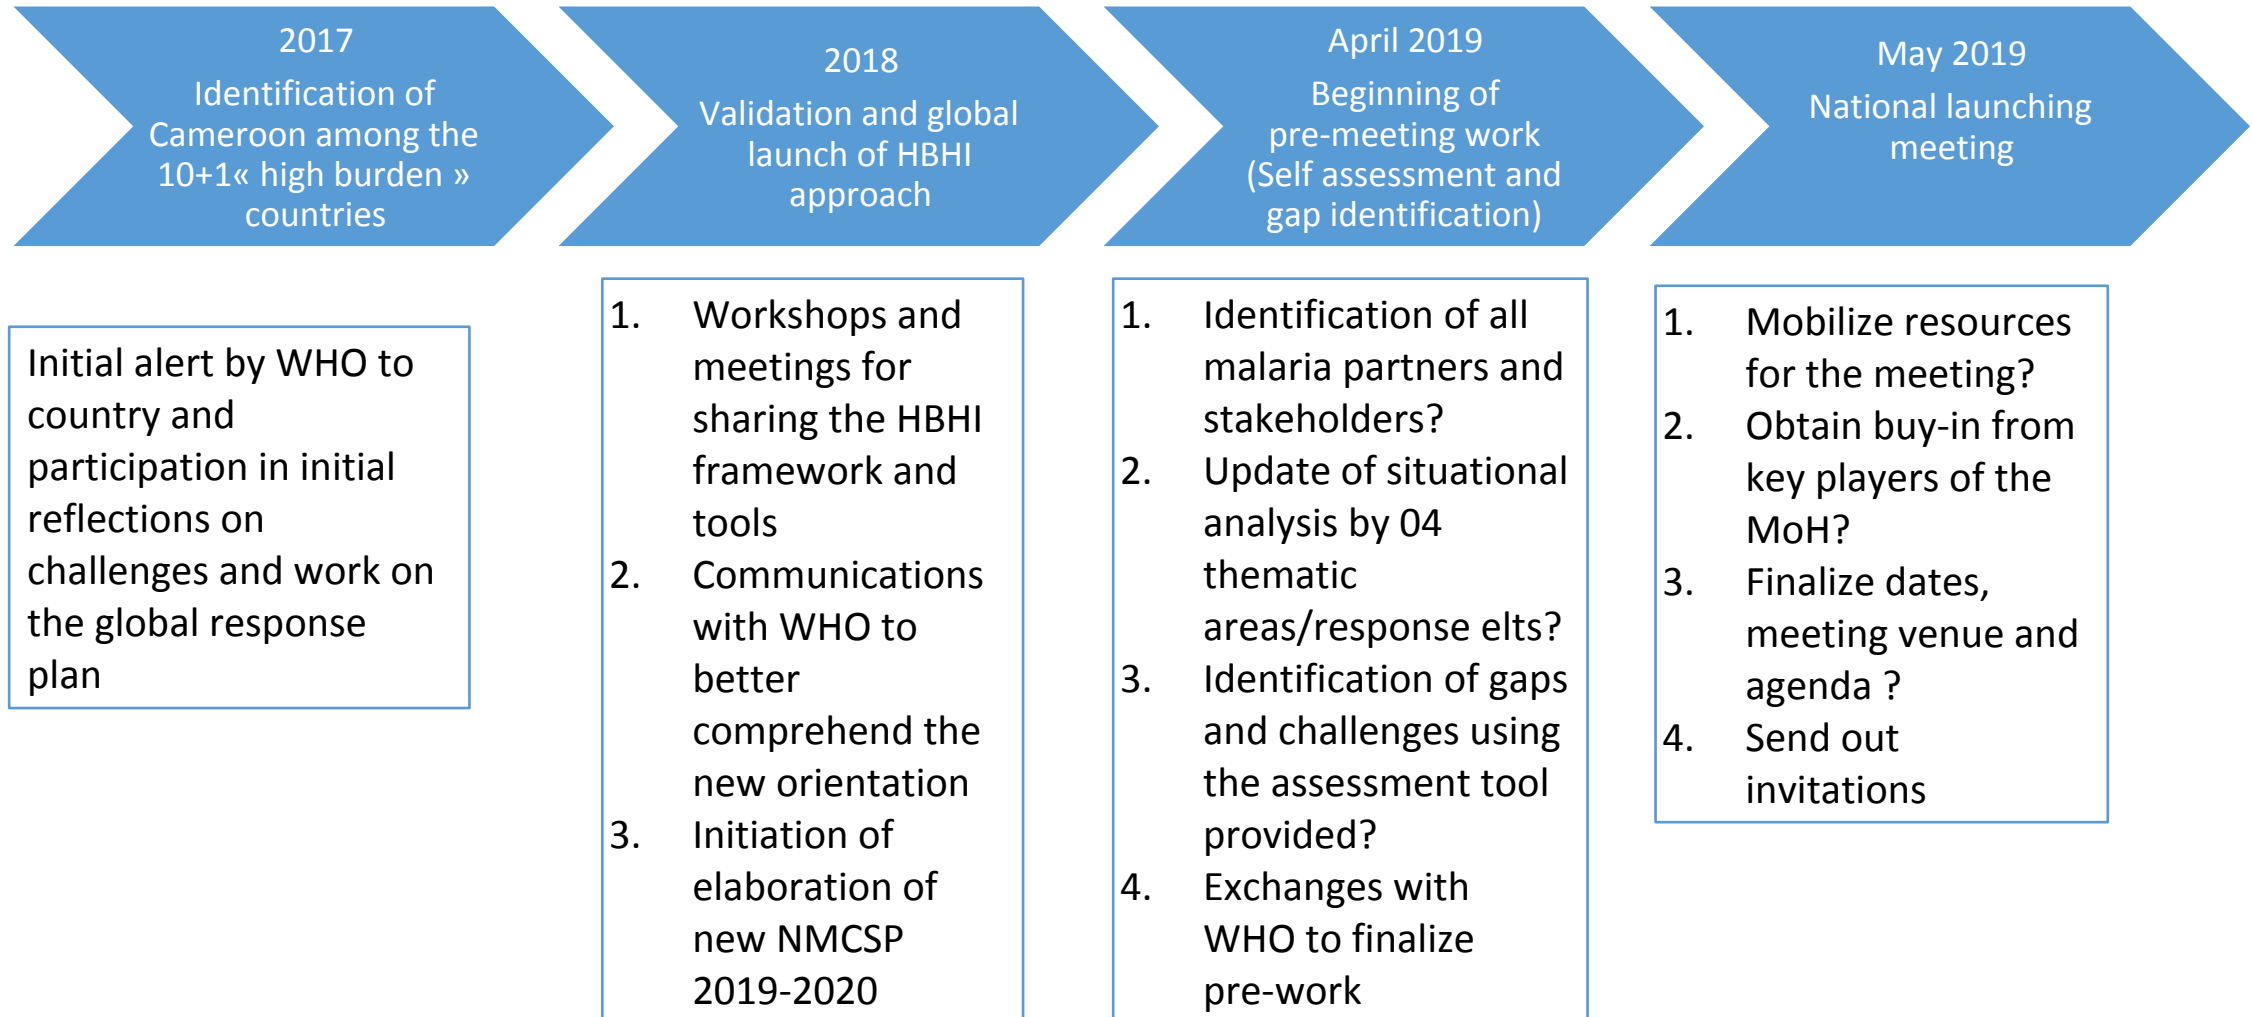 2017
Identification of
Cameroon among the
10+1« high burden »
countries
2018
Validation and global
launch of HBHI
approach
April 2019
Beginning of
pre-meeting work
(Self assessment and
gap identification)
May 2019
National launching
meeting
Initial alert by WHO to
country and
participation in initial
reflections on
challenges and work on
the global response
plan
1. Workshops and
meetings for
sharing the HBHI
framework and
tools
2. Communications
with WHO to
better
comprehend the
new orientation
3. Initiation of
elaboration of
new NMCSP
2019-2020
1. Identification of all
malaria partners and
stakeholders?
2. Update of situational
analysis by 04
thematic
areas/response elts?
3. Identification of gaps
and challenges using
the assessment tool
provided?
4. Exchanges with
WHO to finalize
pre-work
1. Mobilize resources
for the meeting?
2. Obtain buy-in from
key players of the
MoH?
3. Finalize dates,
meeting venue and
agenda ?
4. Send out
invitations